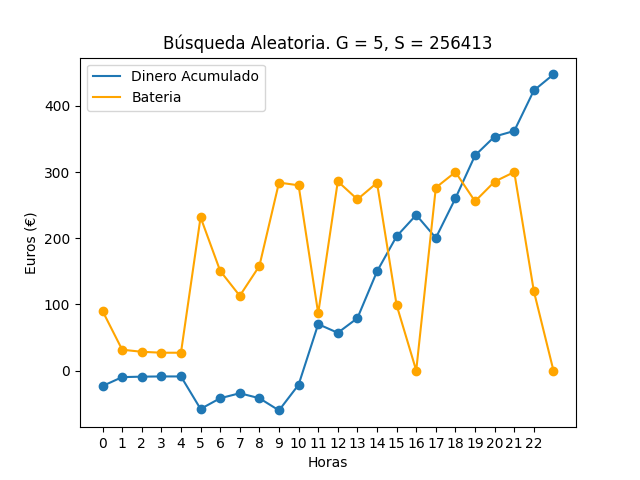 Búsqueda Aleatoria. G = 5, S = 256413
Dinero Acumulado
Bateria
400
300
200
100
0
Euros (€)
0 1 2 3 4 5 6 7 8 9 10 11 12 13 14 15 16 17 18 19 20 21 22
Horas